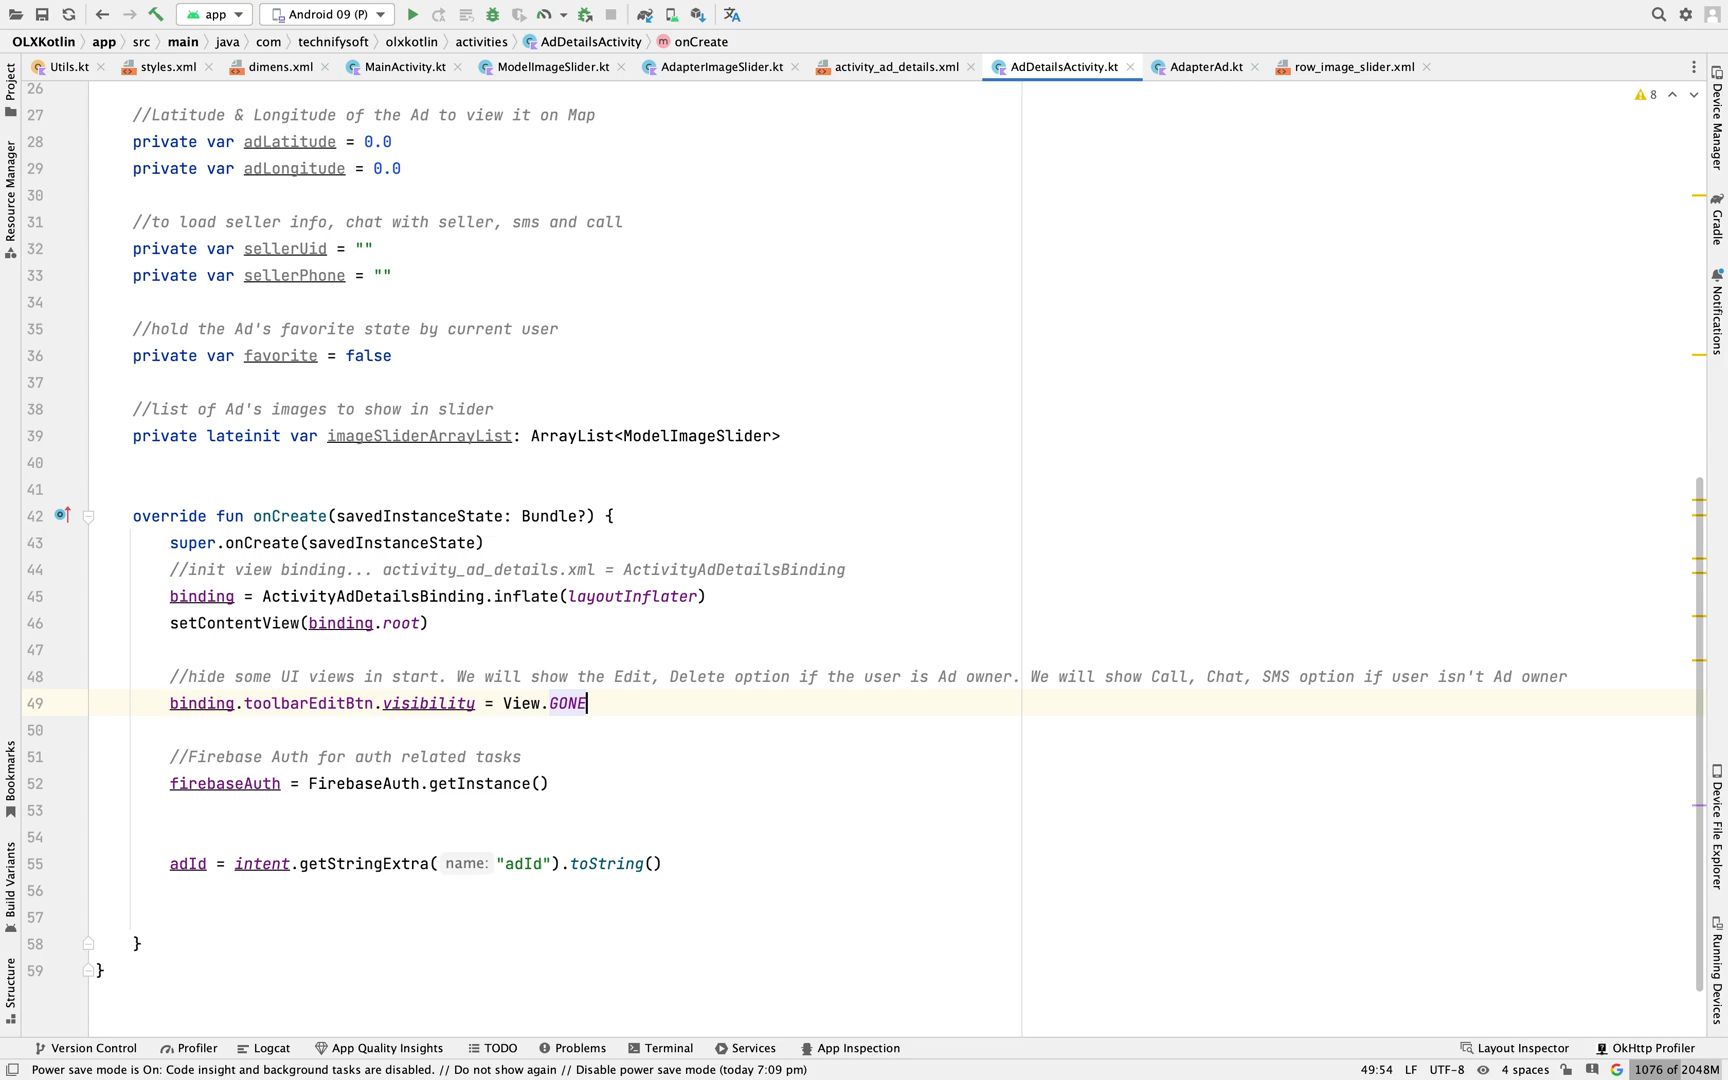 app
Android 09 (P)
OLXKotlin app src main java com technifysoft olxkotlin activities AdDetailsActivity onCreate
Utils.kt styles.xml dimens.xml MainActivity.kt ModelImageSlider.kt AdapterImageSlider.kt activity_ad_details.xml AdDetailsActivity.kt AdapterAd.kt row_image_slider.xml
8
26
27 //Latitude & Longitude of the Ad to view it on Map
28 private var adLatitude = 0.0
29 private var adLongitude = 0.0
30
31 //to load seller info, chat with seller, sms and call
32 private var sellerUid = ""
33 private var sellerPhone = ""
34
35 //hold the Ad's favorite state by current user
36 private var favorite = false
37
38 //list of Ad's images to show in slider
39 private lateinit var imageSliderArrayList: ArrayList<ModelImageSlider>
40
41
42 override fun onCreate(savedInstanceState: Bundle?) {
43 super.onCreate(savedInstanceState)
44 //init view binding... activity_ad_details.xml = ActivityAdDetailsBinding
45 binding = ActivityAdDetailsBinding.inflate(layoutInflater)
46 setContentView(binding.root)
47
48 //hide some UI views in start. We will show the Edit, Delete option if the user is Ad owner. We will show Call, Chat, SMS option if user isn't Ad owner
49 binding.toolbarEditBtn.visibility = View.GONE
50
51 //Firebase Auth for auth related tasks
52 firebaseAuth = FirebaseAuth.getInstance()
53
54
55 adId = intent.getStringExtra( name: "adId").toString()
56
57
58 }
59 }
Project
Resource Manager
Bookmarks
Build Variants
Structure
Device Manager
Gradle
Notifications
Device File Explorer
Running Devices
Version Control Profiler Logcat App Quality Insights TODO Problems Terminal Services App Inspection Layout Inspector OkHttp Profiler
Power save mode is On: Code insight and background tasks are disabled. // Do not show again // Disable power save mode (today 7:09 pm) 49:54 LF UTF-8 4 spaces 1076 of 2048M